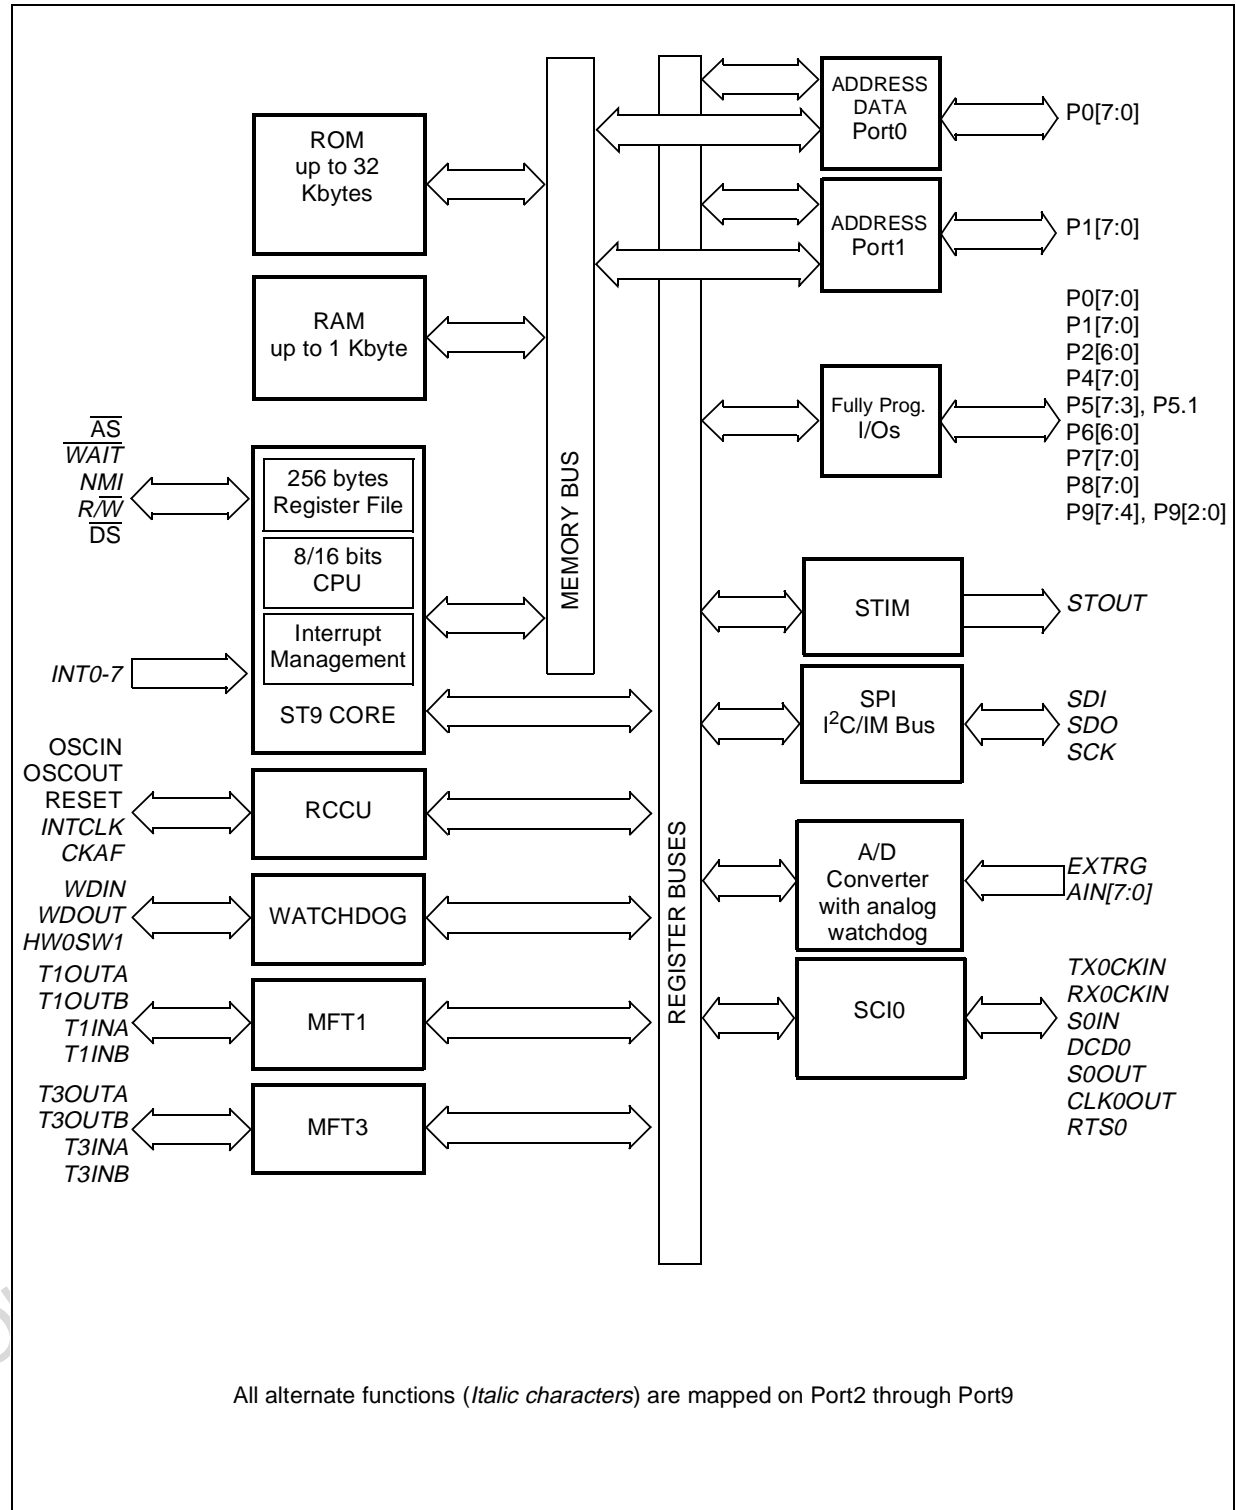 ROM
up to 32
Kbytes
RAM
up to 1 Kbyte
AS
WAIT
NMI
R/W
DS
256 bytes
Register File
8/16 bits
CPU
Interrupt
Management
ST9 CORE
INT0-7
OSCIN
OSCOUT
RESET
INTCLK
CKAF
RCCU
WDIN
WDOUT
HW0SW1
WATCHDOG
T1OUTA
T1OUTB
T1INA
T1INB
MFT1
T3OUTA
T3OUTB
T3INA
T3INB
MFT3
MEMORY BUS
REGISTER BUSES
ADDRESS
DATA
Port0
P0[7:0]
ADDRESS
Port1
P1[7:0]
Fully Prog.
I/Os
P0[7:0]
P1[7:0]
P2[6:0]
P4[7:0]
P5[7:3], P5.1
P6[6:0]
P7[7:0]
P8[7:0]
P9[7:4], P9[2:0]
STIM
STOUT
SPI
I²C/IM Bus
SDI
SDO
SCK
A/D
Converter
with analog
watchdog
EXTRG
AIN[7:0]
SCI0
TX0CKIN
RX0CKIN
S0IN
DCD0
S0OUT
CLK0OUT
RTS0
All alternate functions (Italic characters) are mapped on Port2 through Port9